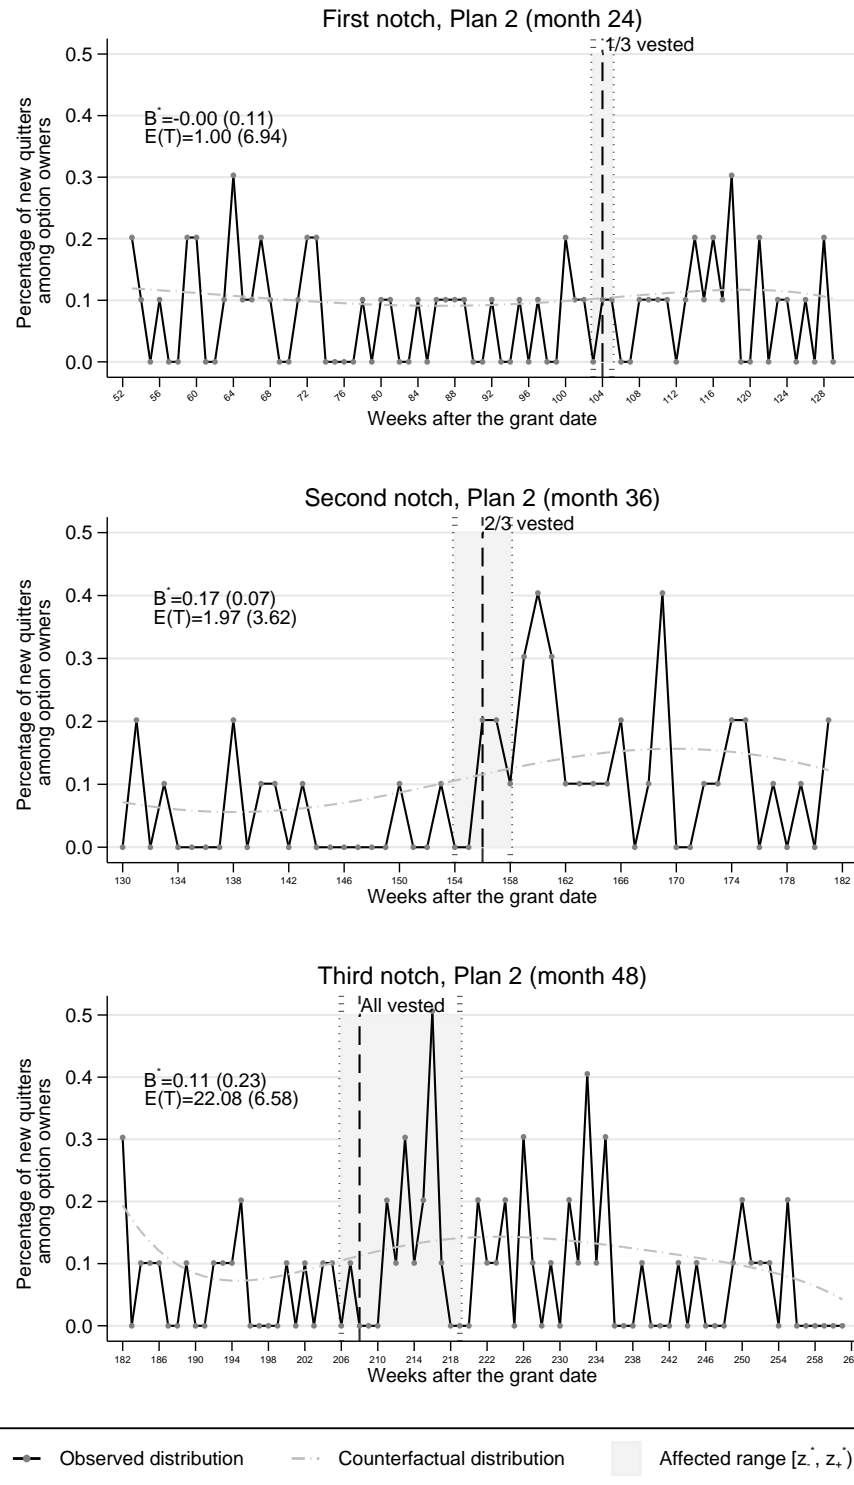 First notch, Plan 2 (month 24)
1/3 vested
B*=-0.00 (0.11)
E(T)=1.00 (6.94)
Percentage of new quitters
among option owners
0.5
0.4
0.3
0.2
0.1
0.0
52 56 60 64 68 72 76 80 84 88 92 96 100 104 108 112 116 120 124 128
Weeks after the grant date
Second notch, Plan 2 (month 36)
2/3 vested
B*=0.17 (0.07)
E(T)=1.97 (3.62)
Percentage of new quitters
among option owners
0.5
0.4
0.3
0.2
0.1
0.0
130 134 138 142 146 150 154 158 162 166 170 174 178 182
Weeks after the grant date
Third notch, Plan 2 (month 48)
All vested
B*=0.11 (0.23)
E(T)=22.08 (6.58)
Percentage of new quitters
among option owners
0.5
0.4
0.3
0.2
0.1
0.0
182 186 190 194 198 202 206 210 214 218 222 226 230 234 238 242 246 250 254 258
Weeks after the grant date
Observed distribution Counterfactual distribution Affected range [z₋*, z₊*)